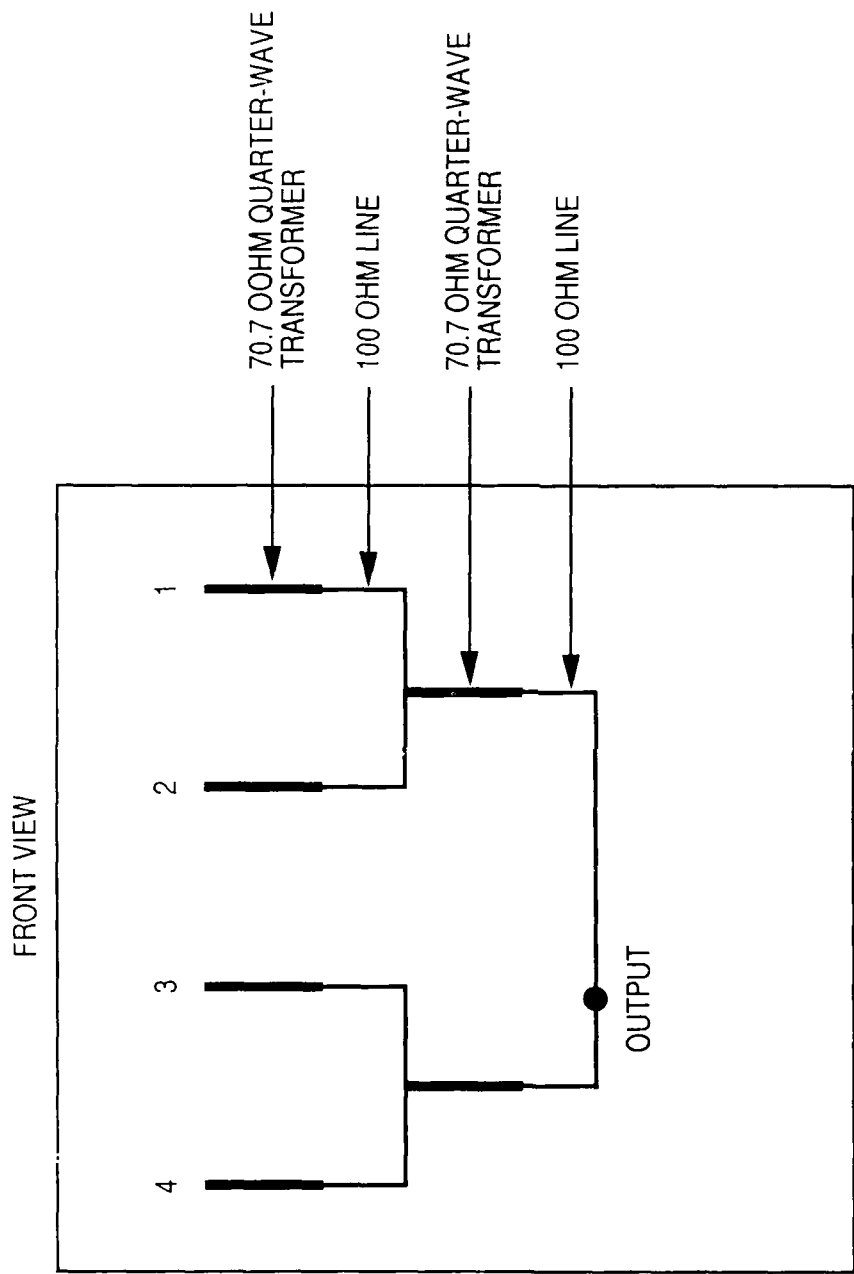 FRONT VIEW
4
3
2
1
70.7 OOHM QUARTER-WAVE
TRANSFORMER
100 OHM LINE
70.7 OHM QUARTER-WAVE
TRANSFORMER
100 OHM LINE
OUTPUT